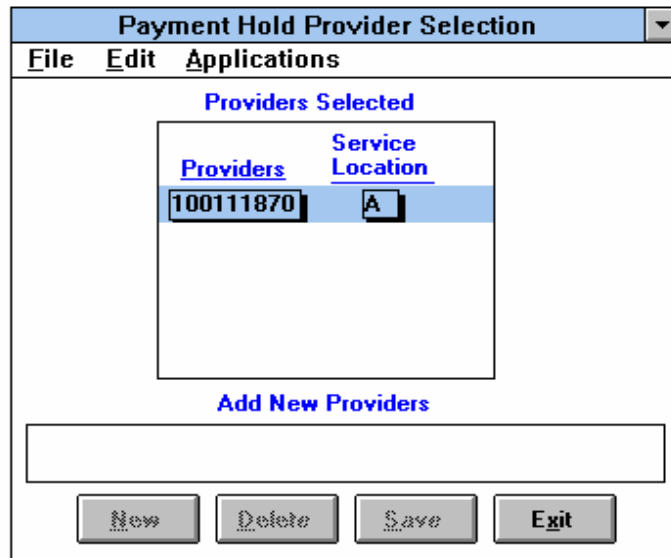 Payment Hold Provider Selection
File Edit Applications
Providers Selected
Providers Service Location
100111870 A
Add New Providers
New Delete Save Exit